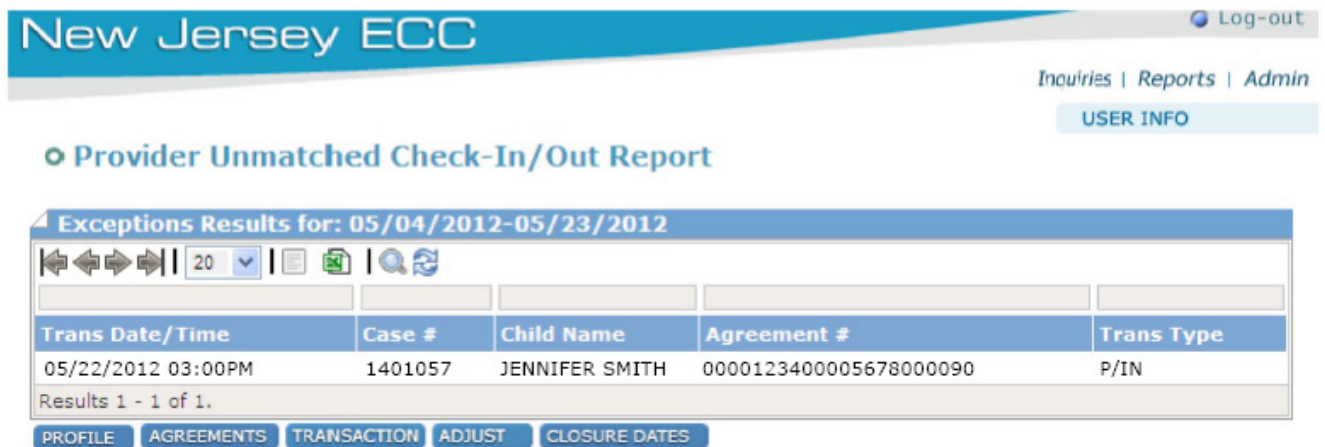 New Jersey ECC
Log-out
Inquiries | Reports | Admin
USER INFO
Provider Unmatched Check-In/Out Report
Exceptions Results for: 05/04/2012-05/23/2012
20
Trans Date/Time Case # Child Name Agreement # Trans Type
05/22/2012 03:00PM 1401057 JENNIFER SMITH 0000123400005678000090 P/IN
Results 1 - 1 of 1.
PROFILE AGREEMENTS TRANSACTION ADJUST CLOSURE DATES